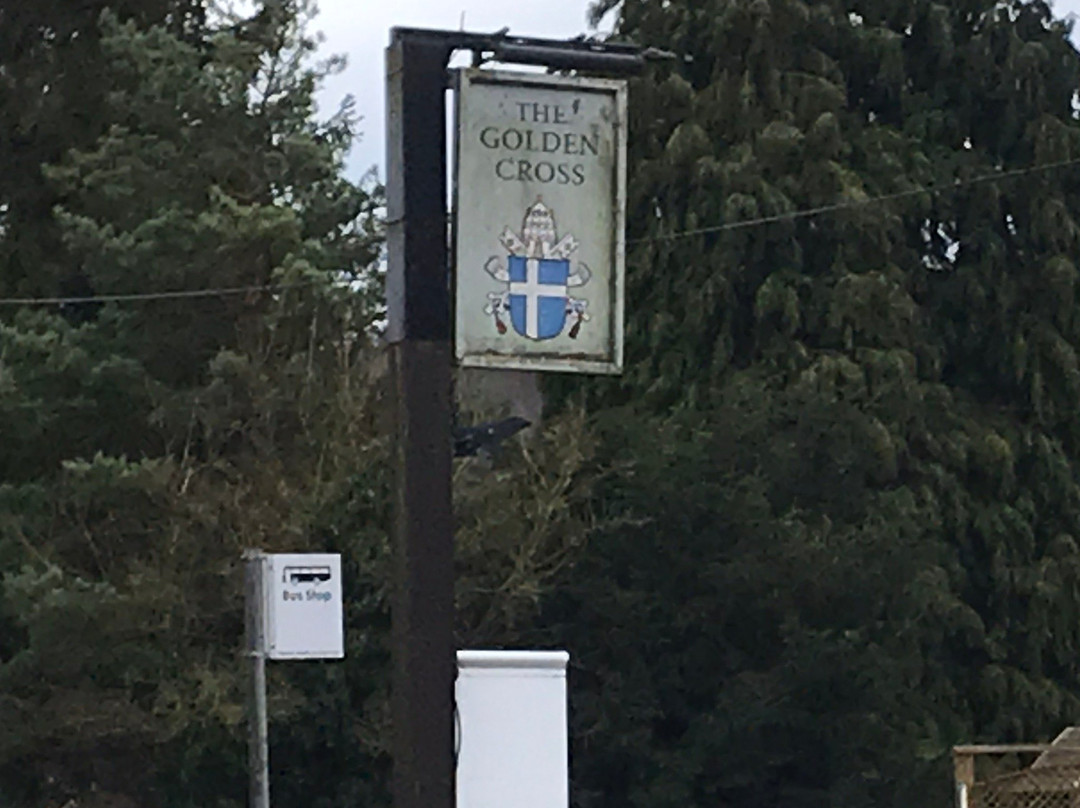 THE
GOLDEN
CROSS
Bus Stop